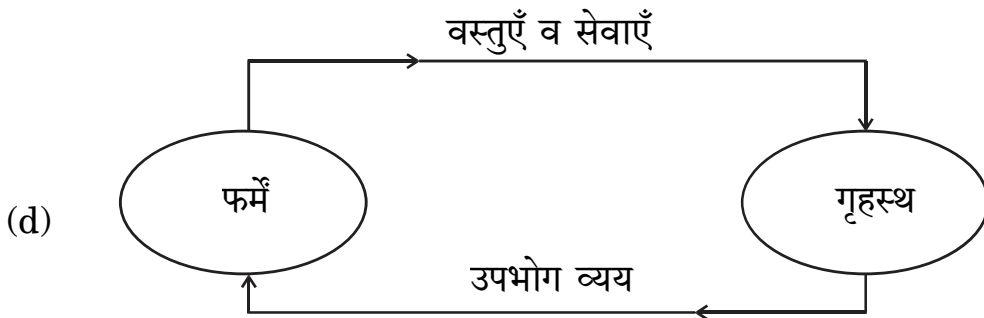 वस्तुएँ व सेवाएँ
(d)
फर्में
गृहस्थ
उपभोग व्यय